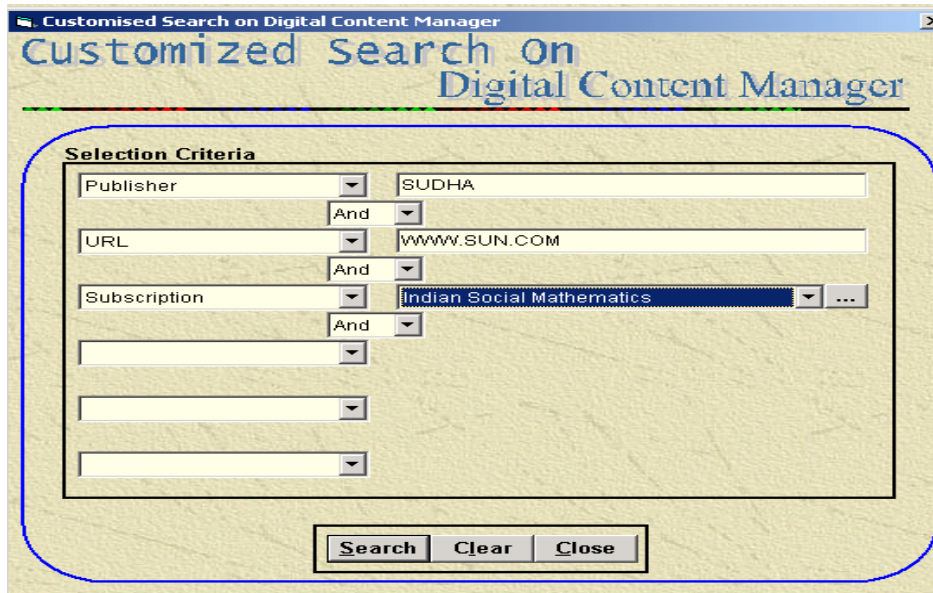 Customised Search on Digital Content Manager
Customized Search On
Digital Content Manager
Selection Criteria
Publisher SUDHA
And
URL WWW.SUN.COM
And
Subscription Indian Social Mathematics ...
And
Search Clear Close